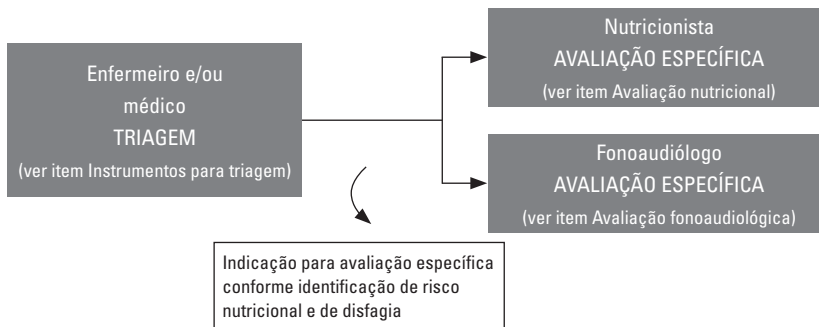 Enfermeiro e/ou
médico
TRIAGEM
(ver item Instrumentos para triagem)
Nutricionista
AVALIAÇÃO ESPECÍFICA
(ver item Avaliação nutricional)
Fonoaudiólogo
AVALIAÇÃO ESPECÍFICA
(ver item Avaliação fonoaudiológica)
Indicação para avaliação específica
conforme identificação de risco
nutricional e de disfagia